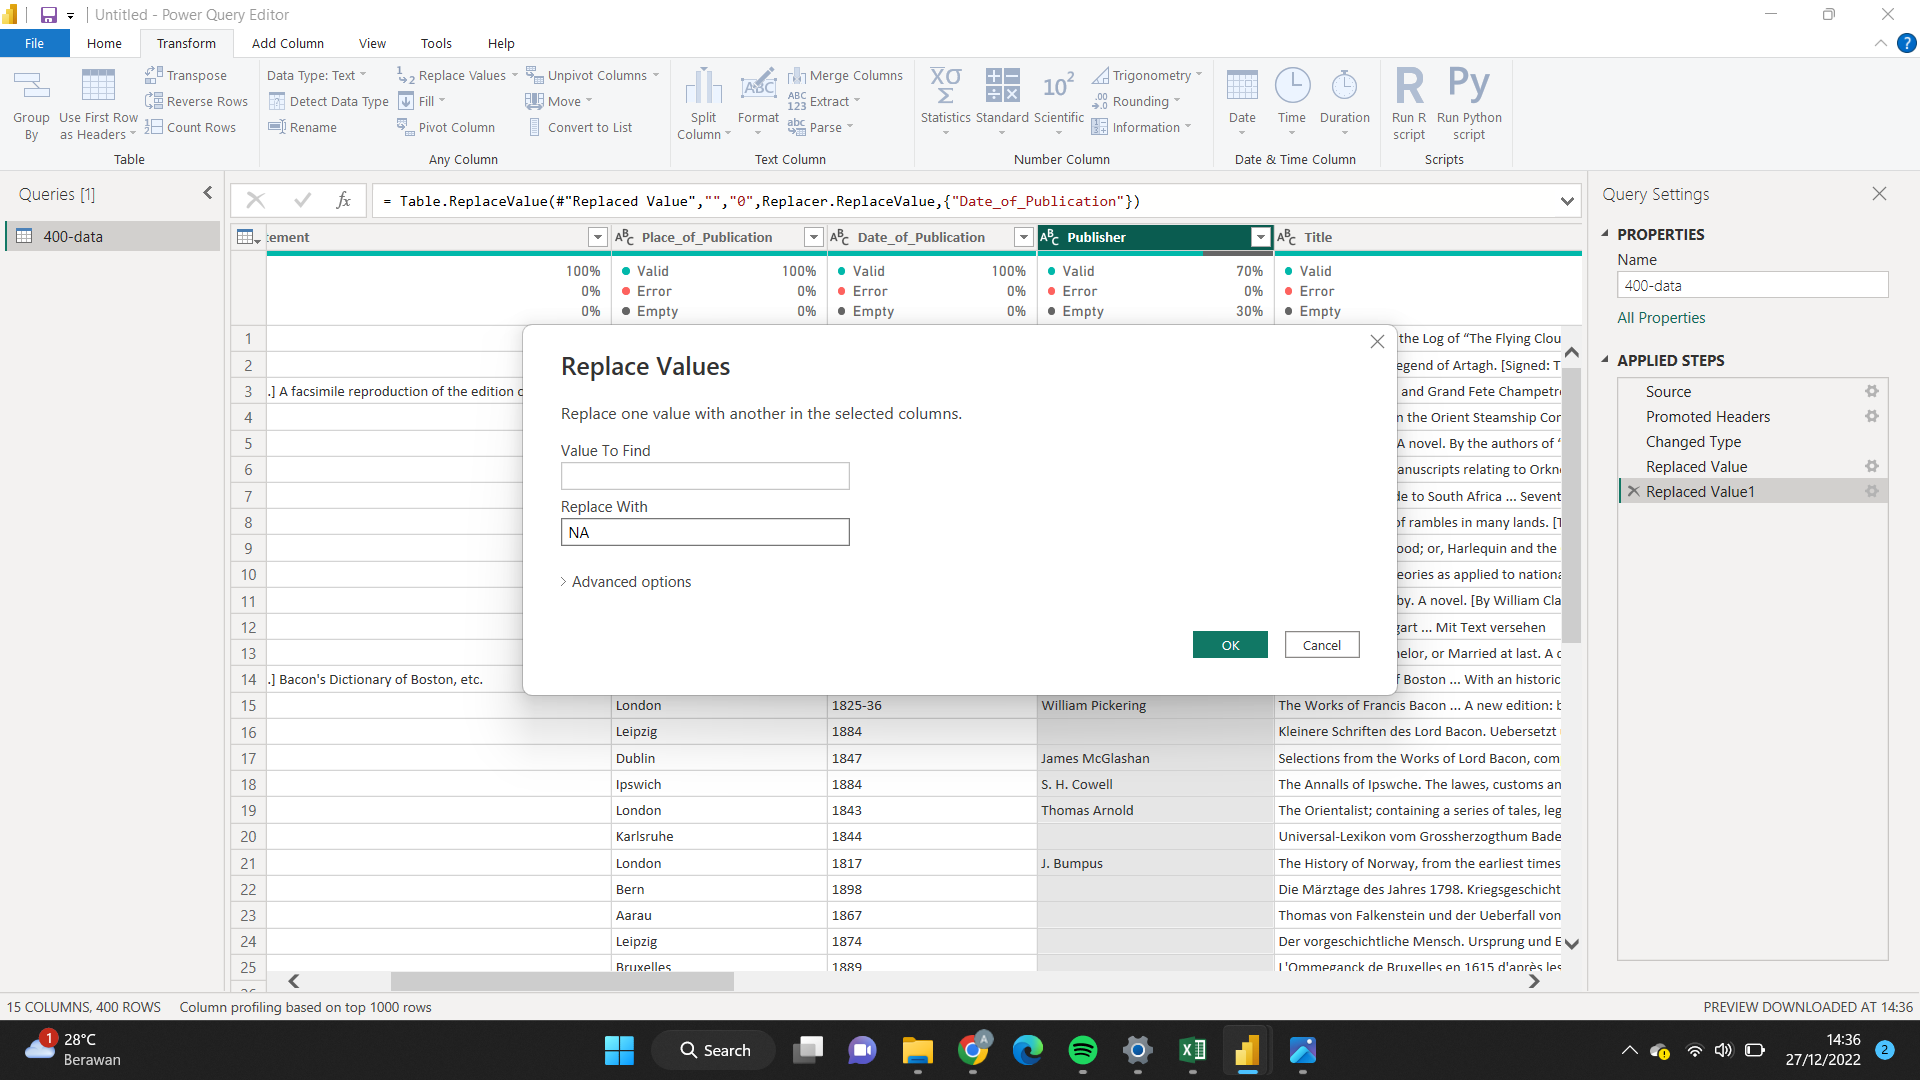 Untitled - Power Query Editor
File Home Transform Add Column View Tools Help
Group By
Use First Row as Headers
Transpose
Reverse Rows
Count Rows
Table
Data Type: Text
Detect Data Type
Rename
Replace Values
Fill
Pivot Column
Unpivot Columns
Move
Convert to List
Any Column
Split Column
Format
Merge Columns
Extract
Parse
Text Column
Statistics
Standard
Scientific
Trigonometry
Rounding
Information
Number Column
Date
Time
Duration
Date & Time Column
Run R script
Run Python script
Scripts
Queries [1]
400-data
fx
= Table.ReplaceValue(#"Replaced Value","","0",Replacer.ReplaceValue,{"Date_of_Publication"})
ement Place_of_Publication Date_of_Publication Publisher Title
100% Valid 100% Valid 100% Valid 70% Valid
0% Error 0% Error 0% Error 0% Error
0% Empty 0% Empty 0% Empty 30% Empty
1 the Log of “The Flying Clou
2 egend of Artagh. [Signed: T
3 .] A facsimile reproduction of the edition and Grand Fete Champetre
4 the Orient Steamship Cor
5 A novel. By the authors of
6 anuscripts relating to Orkn
7 de to South Africa ... Sevent
8 of rambles in many lands.
9 ood; or, Harlequin and the
10 eories as applied to nationa
11 by. A novel. [By William Cla
12 gart ... Mit Text versehen
13 helor, or Married at last. A
14 .] Bacon's Dictionary of Boston, etc. Boston ... With an historic
15 London 1825-36 William Pickering The Works of Francis Bacon ... A new edition: b
16 Leipzig 1884 Kleinere Schriften des Lord Bacon. Uebersetzt
17 Dublin 1847 James McGlashan Selections from the Works of Lord Bacon, com
18 Ipswich 1884 S. H. Cowell The Annalls of Ipswche. The lawes, customs an
19 London 1843 Thomas Arnold The Orientalist; containing a series of tales, leg
20 Karlsruhe 1844 Universal-Lexikon vom Grossherzogthum Bade
21 London 1817 J. Bumpus The History of Norway, from the earliest times
22 Bern 1898 Die Märztage des Jahres 1798. Kriegsgeschicht
23 Aarau 1867 Thomas von Falkenstein und der Ueberfall von
24 Leipzig 1874 Der vorgeschichtliche Mensch. Ursprung und E
25 Bruxelles 1889 L'Ommeganck de Bruxelles en 1615 d'après les
Replace Values
Replace one value with another in the selected columns.
Value To Find
Replace With
NA
Advanced options
OK Cancel
Query Settings
PROPERTIES
Name
400-data
All Properties
APPLIED STEPS
Source
Promoted Headers
Changed Type
Replaced Value
Replaced Value1
15 COLUMNS, 400 ROWS Column profiling based on top 1000 rows PREVIEW DOWNLOADED AT 14:36
1
28°C
Berawan
Search
14:36
27/12/2022
2